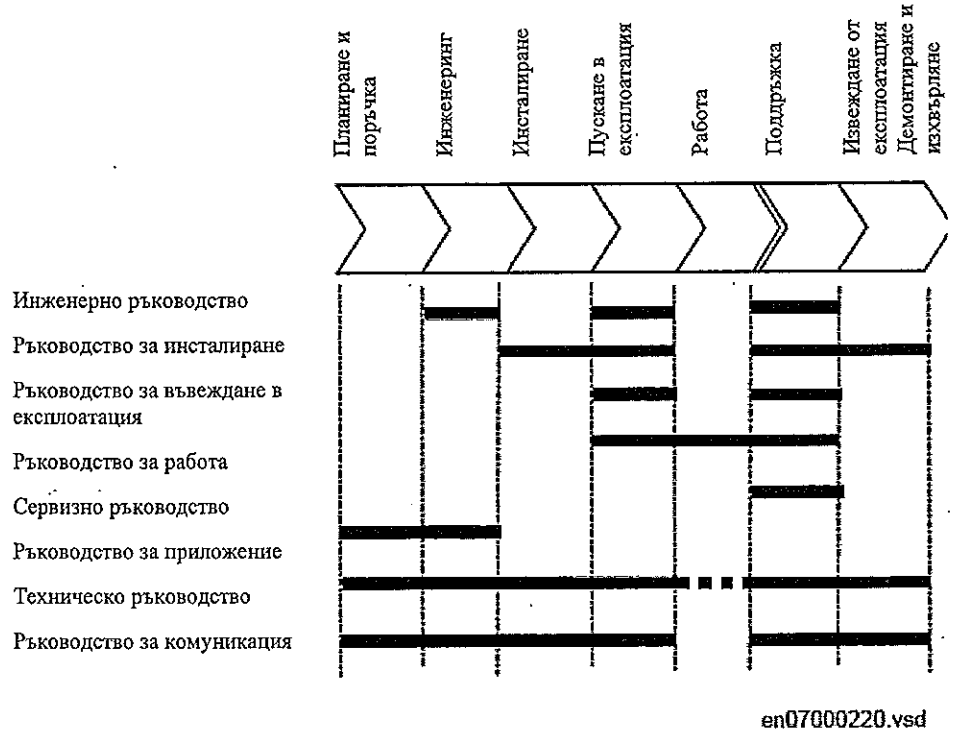 Планиране и
поръчка
Инженеринг
Инсталиране
Пускане в
експлоатация
Работа
Поддръжка
Извеждане от
експлоатация
Демонтиране и
изхвърляне
Инженерно ръководство
Ръководство за инсталиране
Ръководство за въвеждане в
експлоатация
Ръководство за работа
Сервизно ръководство
Ръководство за приложение
Техническо ръководство
Ръководство за комуникация
en07000220.vsd